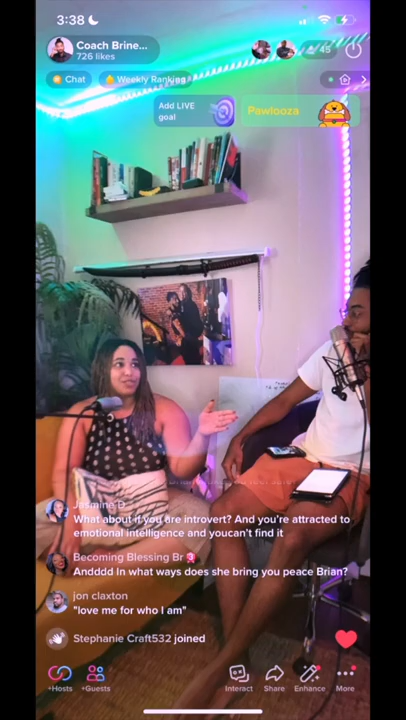 3:38
Coach Brine...
726 likes
45
Chat
Weekly Ranking
Add LIVE
goal
Pawlooza
Jasmine D
What about if you are introvert? And you're attracted to
emotional intelligence and youcan't find it
Becoming Blessing Br
Andddd In what ways does she bring you peace Brian?
jon claxton
"love me for who I am"
Stephanie Craft532 joined
+Hosts
+Guests
Interact
Share
Enhance
More